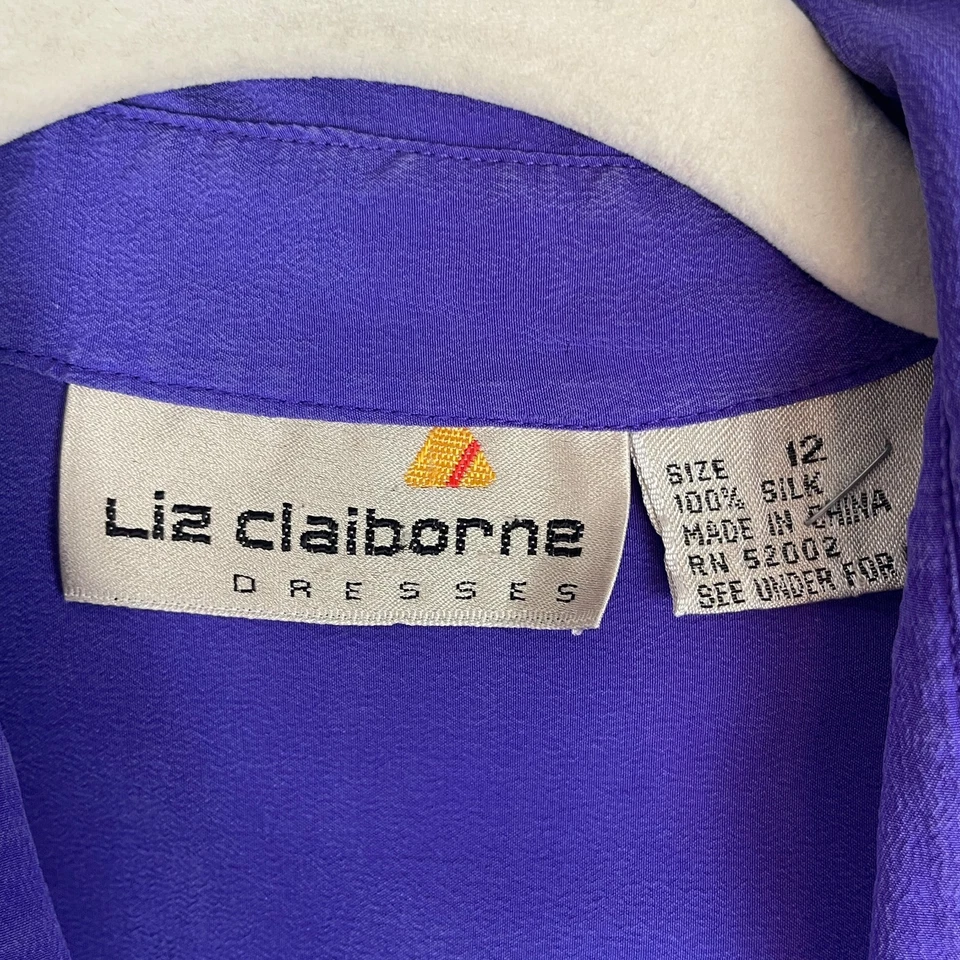 Liz claiborne
DRESSES
SIZE 12
100% SILK
MADE IN CHINA
RN 52002
SEE UNDER FOR